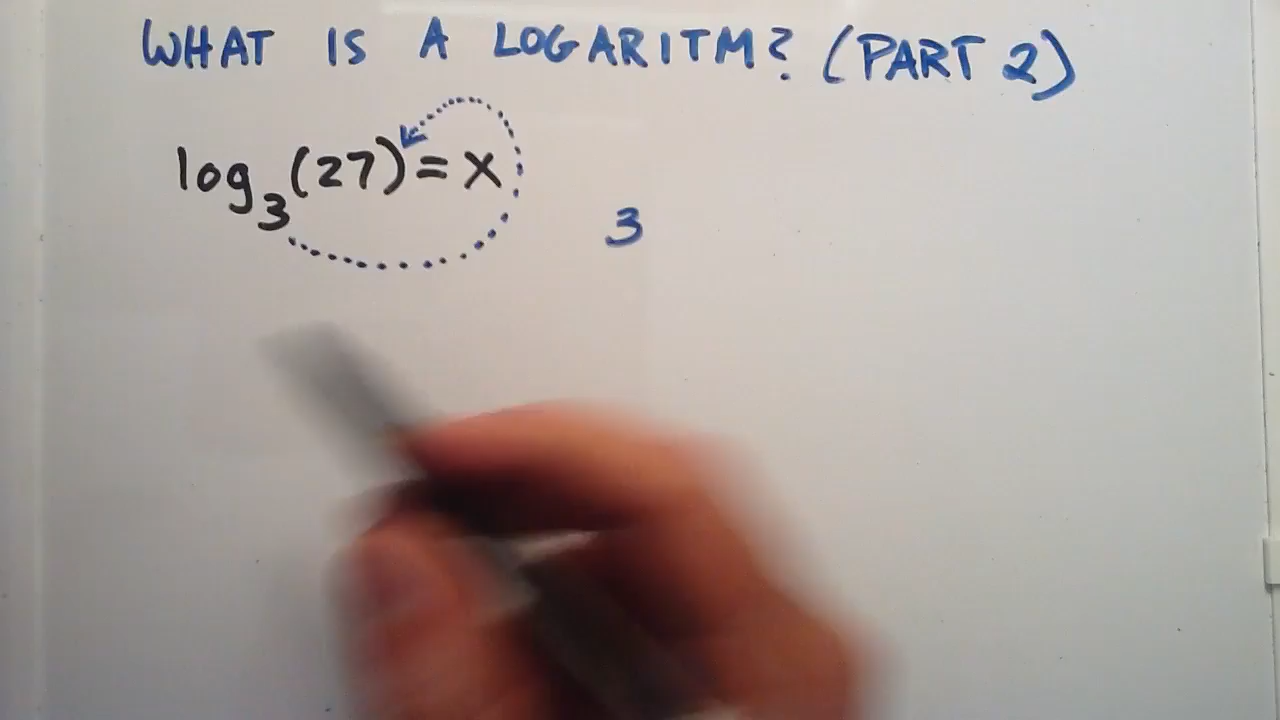 WHAT IS A LOGARITM? (PART 2)
log₃(27) = x
3